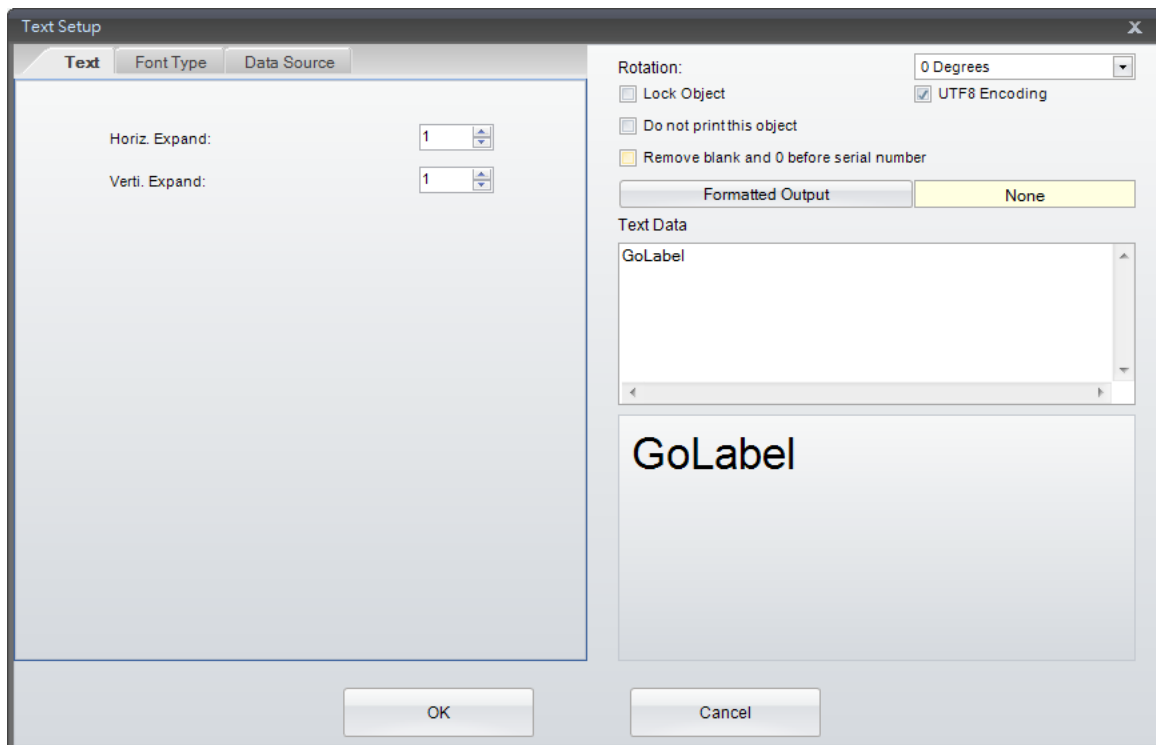 Text Setup
x
Text Font Type Data Source
Horiz. Expand: 1
Verti. Expand: 1
Rotation: 0 Degrees
Lock Object UTF8 Encoding
Do not print this object
Remove blank and 0 before serial number
Formatted Output None
Text Data
GoLabel
GoLabel
OK Cancel